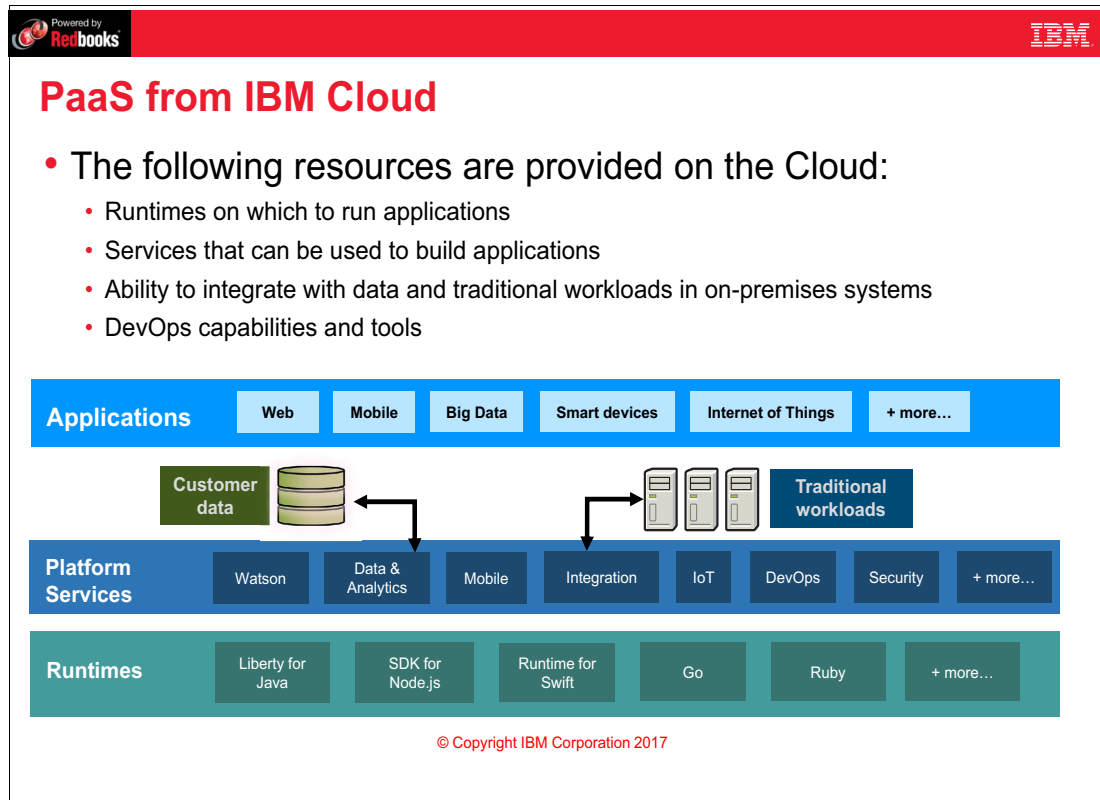 Powered by
Redbooks
IBM
PaaS from IBM Cloud
• The following resources are provided on the Cloud:
• Runtimes on which to run applications
• Services that can be used to build applications
• Ability to integrate with data and traditional workloads in on-premises systems
• DevOps capabilities and tools
Applications
Web
Mobile
Big Data
Smart devices
Internet of Things
+ more…
Customer
data
Traditional
workloads
Platform
Services
Watson
Data &
Analytics
Mobile
Integration
IoT
DevOps
Security
+ more…
Runtimes
Liberty for
Java
SDK for
Node.js
Runtime for
Swift
Go
Ruby
+ more…
© Copyright IBM Corporation 2017